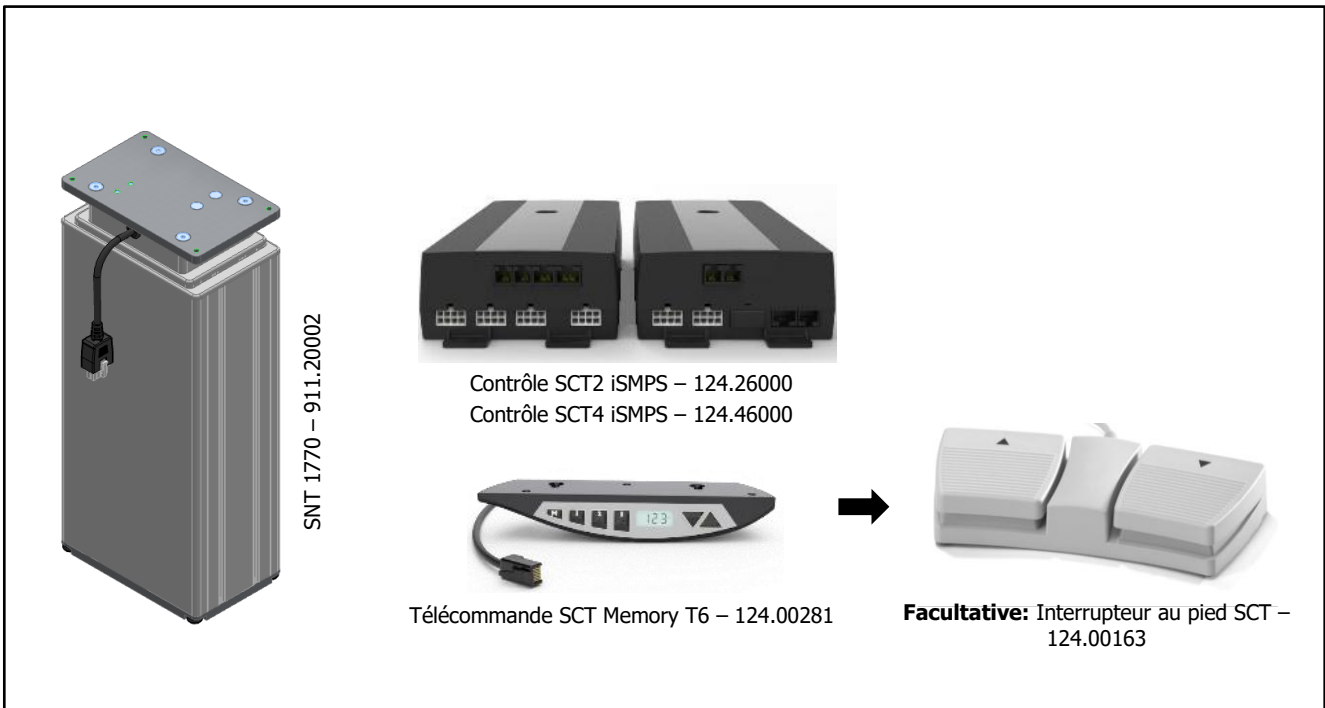 SNT 1770 – 911.20002
Contrôle SCT2 iSMPS – 124.26000
Contrôle SCT4 iSMPS – 124.46000
123
Télécommande SCT Memory T6 – 124.00281
Facultative: Interrupteur au pied SCT –
124.00163